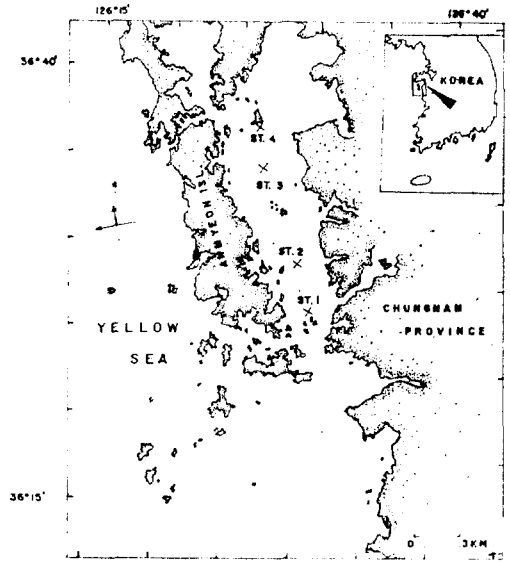 126°15'
126°40'
36°40'
KOREA
ST. 4
ST. 3
ST. 2
ST. 1
YELLOW
SEA
CHUNGNAM
PROVINCE
36°15'
0 3KM